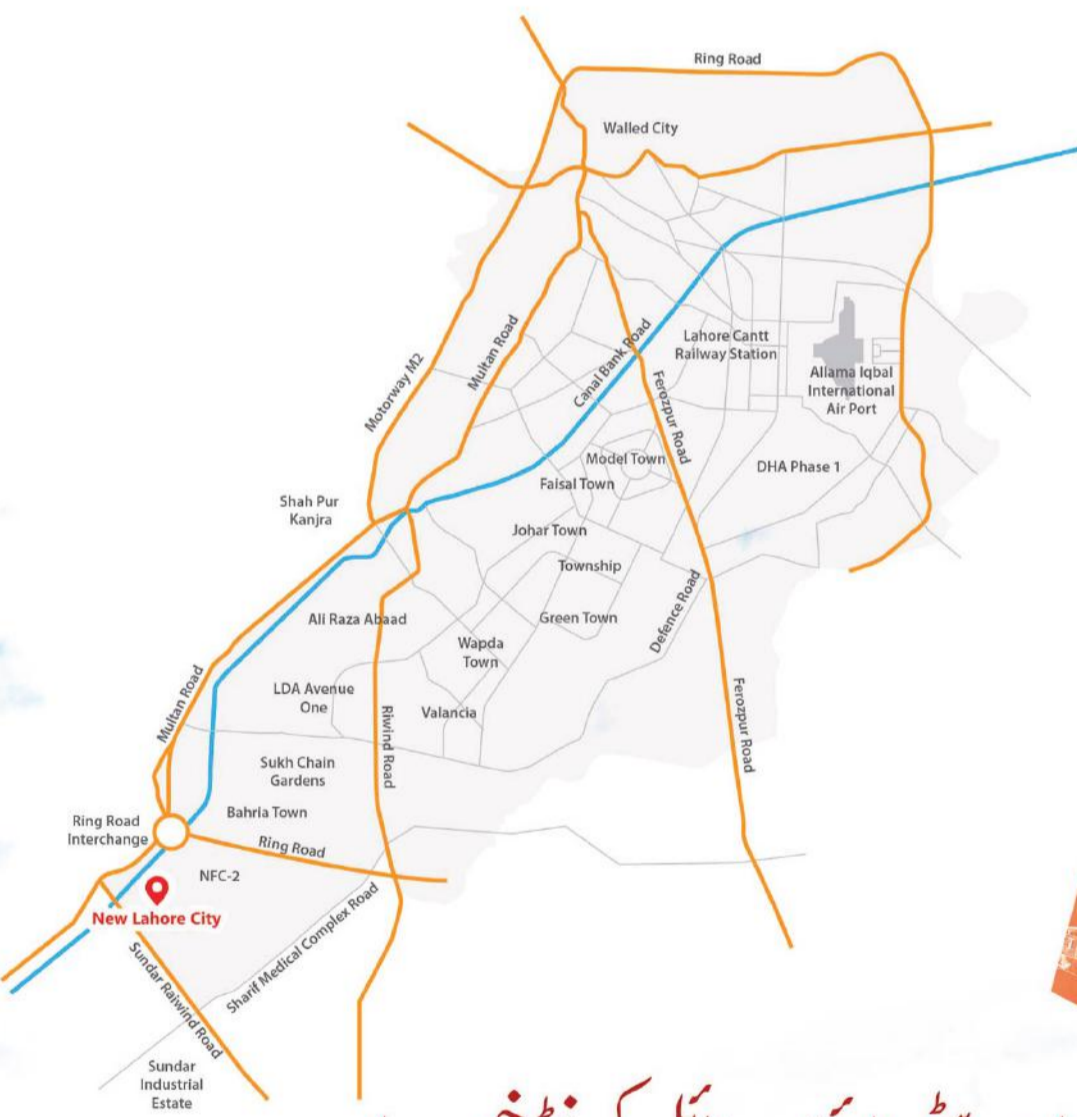 Ring Road
Walled City
Lahore Cantt
Railway Station
Multan Road
Canal Bank Road
Motorway M2
Ferozpur Road
Allama Iqbal
International
Air Port
Model Town
DHA Phase 1
Faisal Town
Shah Pur
Kanjra
Johar Town
Township
Ali Raza Abaad
Green Town
Defence Road
Wapda
Town
LDA Avenue
One
Multan Road
Valancia
Riwind Road
Ferozpur Road
Sukh Chain
Gardens
Bahria Town
Ring Road
Interchange
Ring Road
NFC-2
New Lahore City
Sharif Medical Complex Road
Sundar Raiwind Road
Sundar
Industrial
Estate